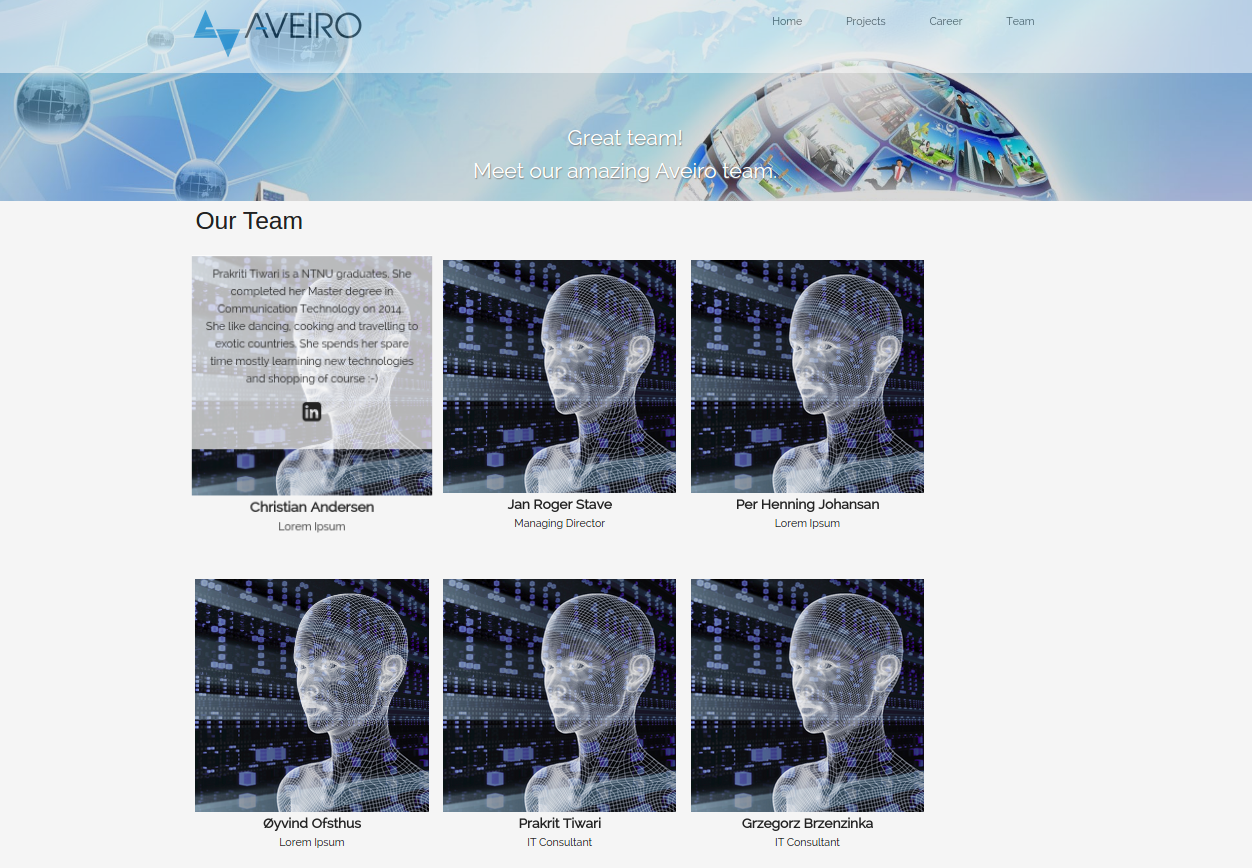 AVEIRO
Home Projects Career Team
Great team!
Meet our amazing Aveiro team.
Our Team
Prakriti Tiwari is a NTNU graduates. She
completed her Master degree in
Communication Technology on 2014.
She like dancing, cooking and travelling to
exotic countries. She spends her spare
time mostly learnining new technologies
and shopping of course :-)
in
Christian Andersen
Lorem Ipsum
Jan Roger Stave
Managing Director
Per Henning Johansan
Lorem Ipsum
Øyvind Ofsthus
Lorem Ipsum
Prakrit Tiwari
IT Consultant
Grzegorz Brzenzinka
IT Consultant